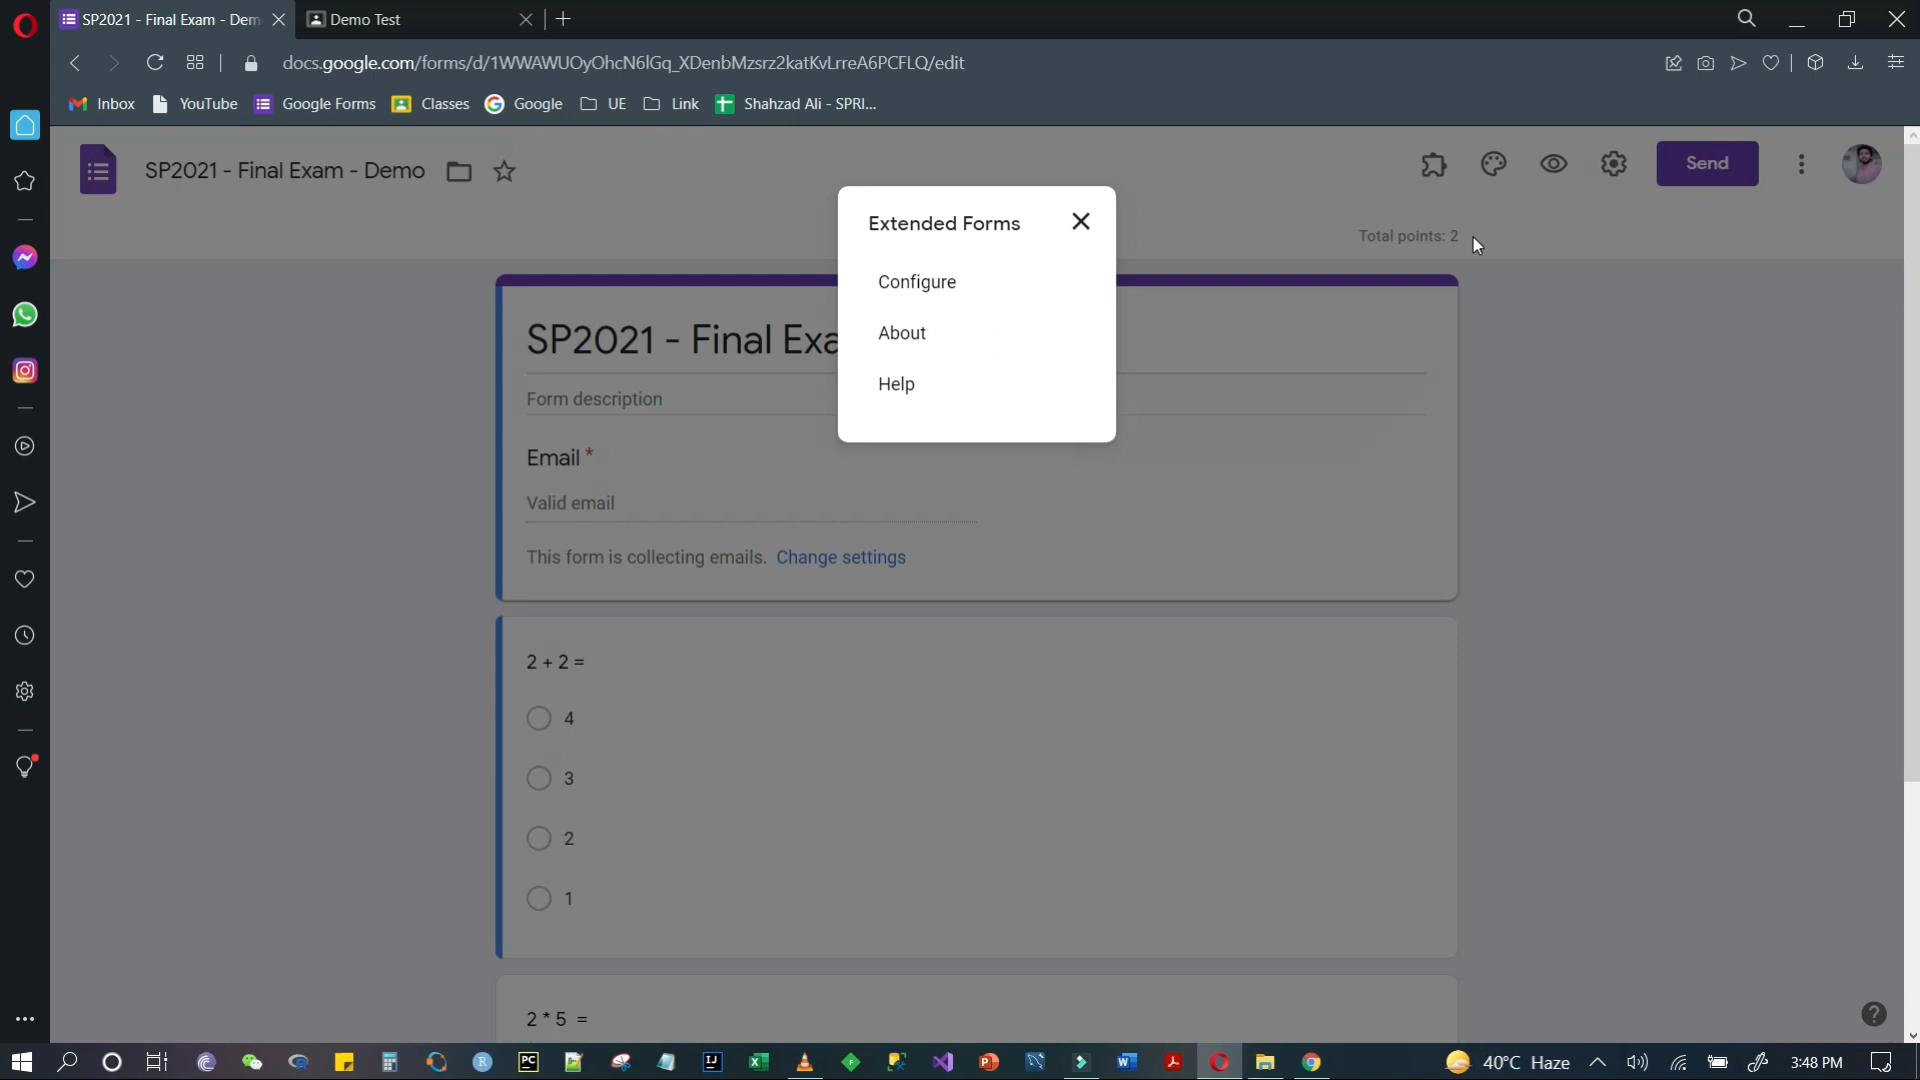 SP2021 - Final Exam - Dem
Demo Test
docs.google.com/forms/d/1WWAWUOyOhcN6lGq_XDenbMzsrz2katKvLrreA6PCFLQ/edit
Inbox
YouTube
Google Forms
Classes
Google
UE
Link
Shahzad Ali - SPRI...
SP2021 - Final Exam - Demo
Send
Total points: 2
Extended Forms
Configure
About
Help
SP2021 - Final Exa
Form description
Email *
Valid email
This form is collecting emails. Change settings
2 + 2 =
4
3
2
1
2 * 5 =
40°C Haze
3:48 PM